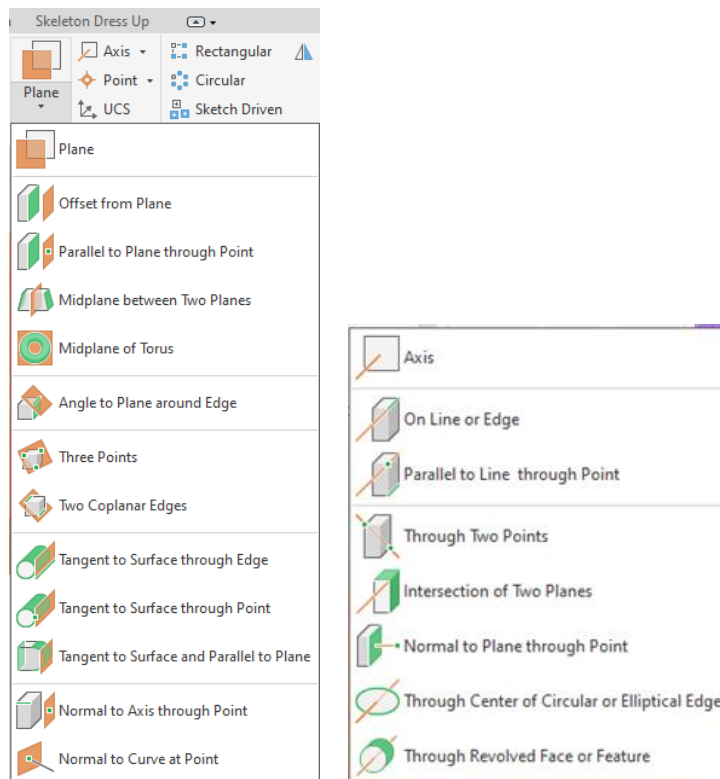 Skeleton Dress Up
Plane
Axis
Point
UCS
Rectangular
Circular
Sketch Driven
Plane
Offset from Plane
Parallel to Plane through Point
Midplane between Two Planes
Midplane of Torus
Angle to Plane around Edge
Three Points
Two Coplanar Edges
Tangent to Surface through Edge
Tangent to Surface through Point
Tangent to Surface and Parallel to Plane
Normal to Axis through Point
Normal to Curve at Point
Axis
On Line or Edge
Parallel to Line through Point
Through Two Points
Intersection of Two Planes
Normal to Plane through Point
Through Center of Circular or Elliptical Edge
Through Revolved Face or Feature